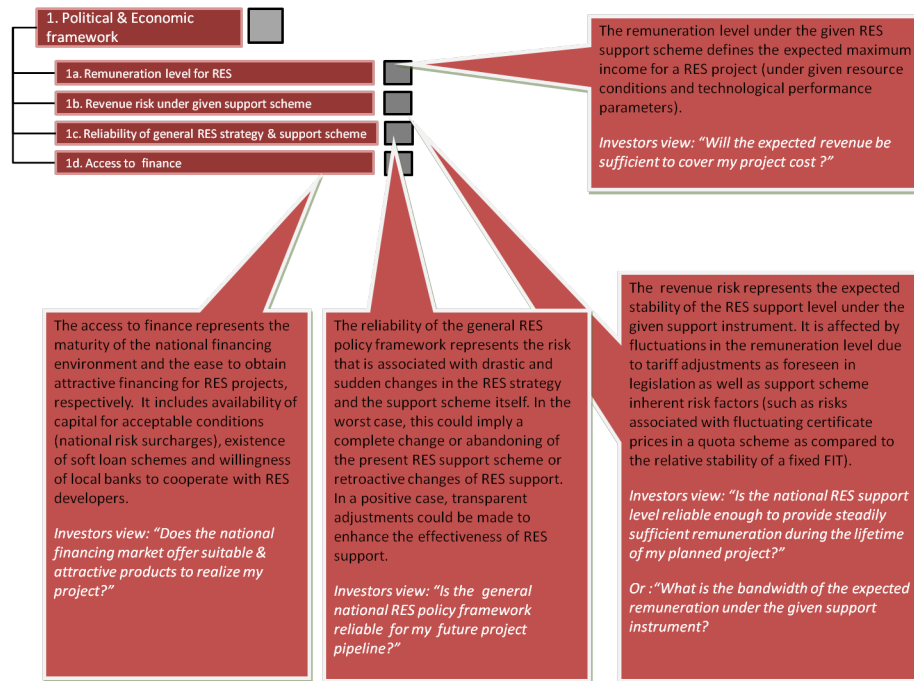 1. Political & Economic
framework
1a. Remuneration level for RES
1b. Revenue risk under given support scheme
1c. Reliability of general RES strategy & support scheme
1d. Access to finance
The remuneration level under the given RES
support scheme defines the expected maximum
income for a RES project (under given resource
conditions and technological performance
parameters).
Investors view: “Will the expected revenue be
sufficient to cover my project cost ?”
The access to finance represents the
maturity of the national financing
environment and the ease to obtain
attractive financing for RES projects,
respectively. It includes availability of
capital for acceptable conditions
(national risk surcharges), existence
of soft loan schemes and willingness
of local banks to cooperate with RES
developers.
Investors view: “Does the national
financing market offer suitable &
attractive products to realize my
project?”
The reliability of the general RES
policy framework represents the risk
that is associated with drastic and
sudden changes in the RES strategy
and the support scheme itself. In the
worst case, this could imply a
complete change or abandoning of
the present RES support scheme or
retroactive changes of RES support.
In a positive case, transparent
adjustments could be made to
enhance the effectiveness of RES
support.
Investors view: “Is the general
national RES policy framework
reliable for my future project
pipeline?”
The revenue risk represents the expected
stability of the RES support level under the
given support instrument. It is affected by
fluctuations in the remuneration level due
to tariff adjustments as foreseen in
legislation as well as support scheme
inherent risk factors (such as risks
associated with fluctuating certificate
prices in a quota scheme as compared to
the relative stability of a fixed FIT).
Investors view: “Is the national RES support
level reliable enough to provide steadily
sufficient remuneration during the lifetime
of my planned project?”
Or :“What is the bandwidth of the expected
remuneration under the given support
instrument?